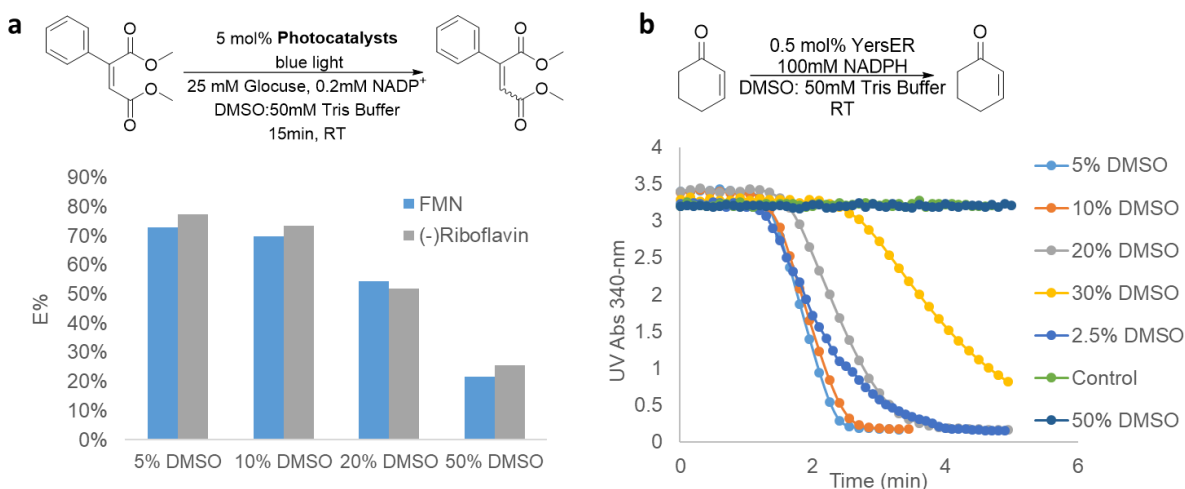 a
5 mol% Photocatalysts
blue light
25 mM Glocuse, 0.2mM NADP+
DMSO:50mM Tris Buffer
15min, RT
O
O
O
O
O
O
O
O
90%
80%
70%
60%
50%
40%
30%
20%
10%
0%
E%
FMN
(-)Riboflavin
5% DMSO
10% DMSO
20% DMSO
50% DMSO
b
O
0.5 mol% YersER
100mM NADPH
DMSO: 50mM Tris Buffer
RT
O
4
3.5
3
2.5
2
1.5
1
0.5
0
UV Abs 340-nm
0
2
4
6
Time (min)
5% DMSO
10% DMSO
20% DMSO
30% DMSO
2.5% DMSO
Control
50% DMSO